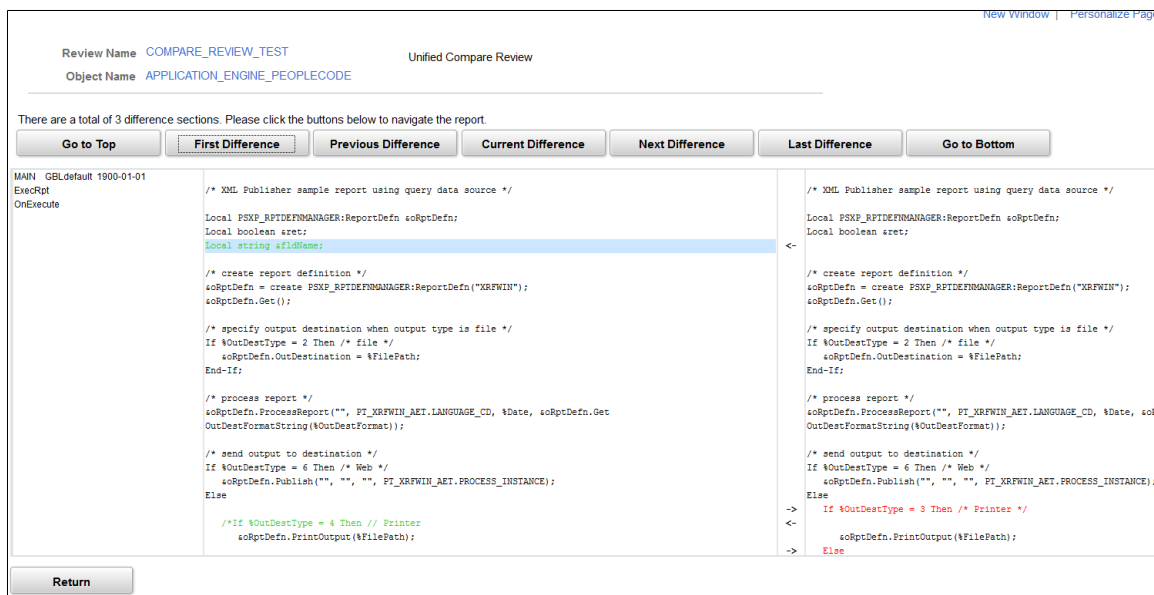 New Window | Personalize Page
Review Name COMPARE_REVIEW_TEST
Unified Compare Review
Object Name APPLICATION_ENGINE_PEOPLECODE
There are a total of 3 difference sections. Please click the buttons below to navigate the report.
Go to Top First Difference Previous Difference Current Difference Next Difference Last Difference Go to Bottom
MAIN GBLdefault 1900-01-01
ExecRpt
OnExecute
/* XML Publisher sample report using query data source */
Local PSXP_RPTDEFNMANAGER:ReportDefn &oRptDefn;
Local boolean &ret;
Local string &fldName;
/* create report definition */
&oRptDefn = create PSXP_RPTDEFNMANAGER:ReportDefn("XRFWIN");
&oRptDefn.Get();
/* specify output destination when output type is file */
If %OutDestType = 2 Then /* file */
&oRptDefn.OutDestination = %FilePath;
End-If;
/* process report */
&oRptDefn.ProcessReport("", PT_XRFWIN_AET.LANGUAGE_CD, %Date, &oRptDefn.Get
OutDestFormatString(%OutDestFormat));
/* send output to destination */
If %OutDestType = 6 Then /* Web */
&oRptDefn.Publish("", "", "", PT_XRFWIN_AET.PROCESS_INSTANCE);
Else
/*If %OutDestType = 4 Then // Printer
&oRptDefn.PrintOutput(%FilePath);
<-
->
<-
->
/* XML Publisher sample report using query data source */
Local PSXP_RPTDEFNMANAGER:ReportDefn &oRptDefn;
Local boolean &ret;
/* create report definition */
&oRptDefn = create PSXP_RPTDEFNMANAGER:ReportDefn("XRFWIN");
&oRptDefn.Get();
/* specify output destination when output type is file */
If %OutDestType = 2 Then /* file */
&oRptDefn.OutDestination = %FilePath;
End-If;
/* process report */
&oRptDefn.ProcessReport("", PT_XRFWIN_AET.LANGUAGE_CD, %Date, &oR
OutDestFormatString(%OutDestFormat));
/* send output to destination */
If %OutDestType = 6 Then /* Web */
&oRptDefn.Publish("", "", "", PT_XRFWIN_AET.PROCESS_INSTANCE);
Else
If %OutDestType = 3 Then /* Printer */
&oRptDefn.PrintOutput(%FilePath);
Else
Return